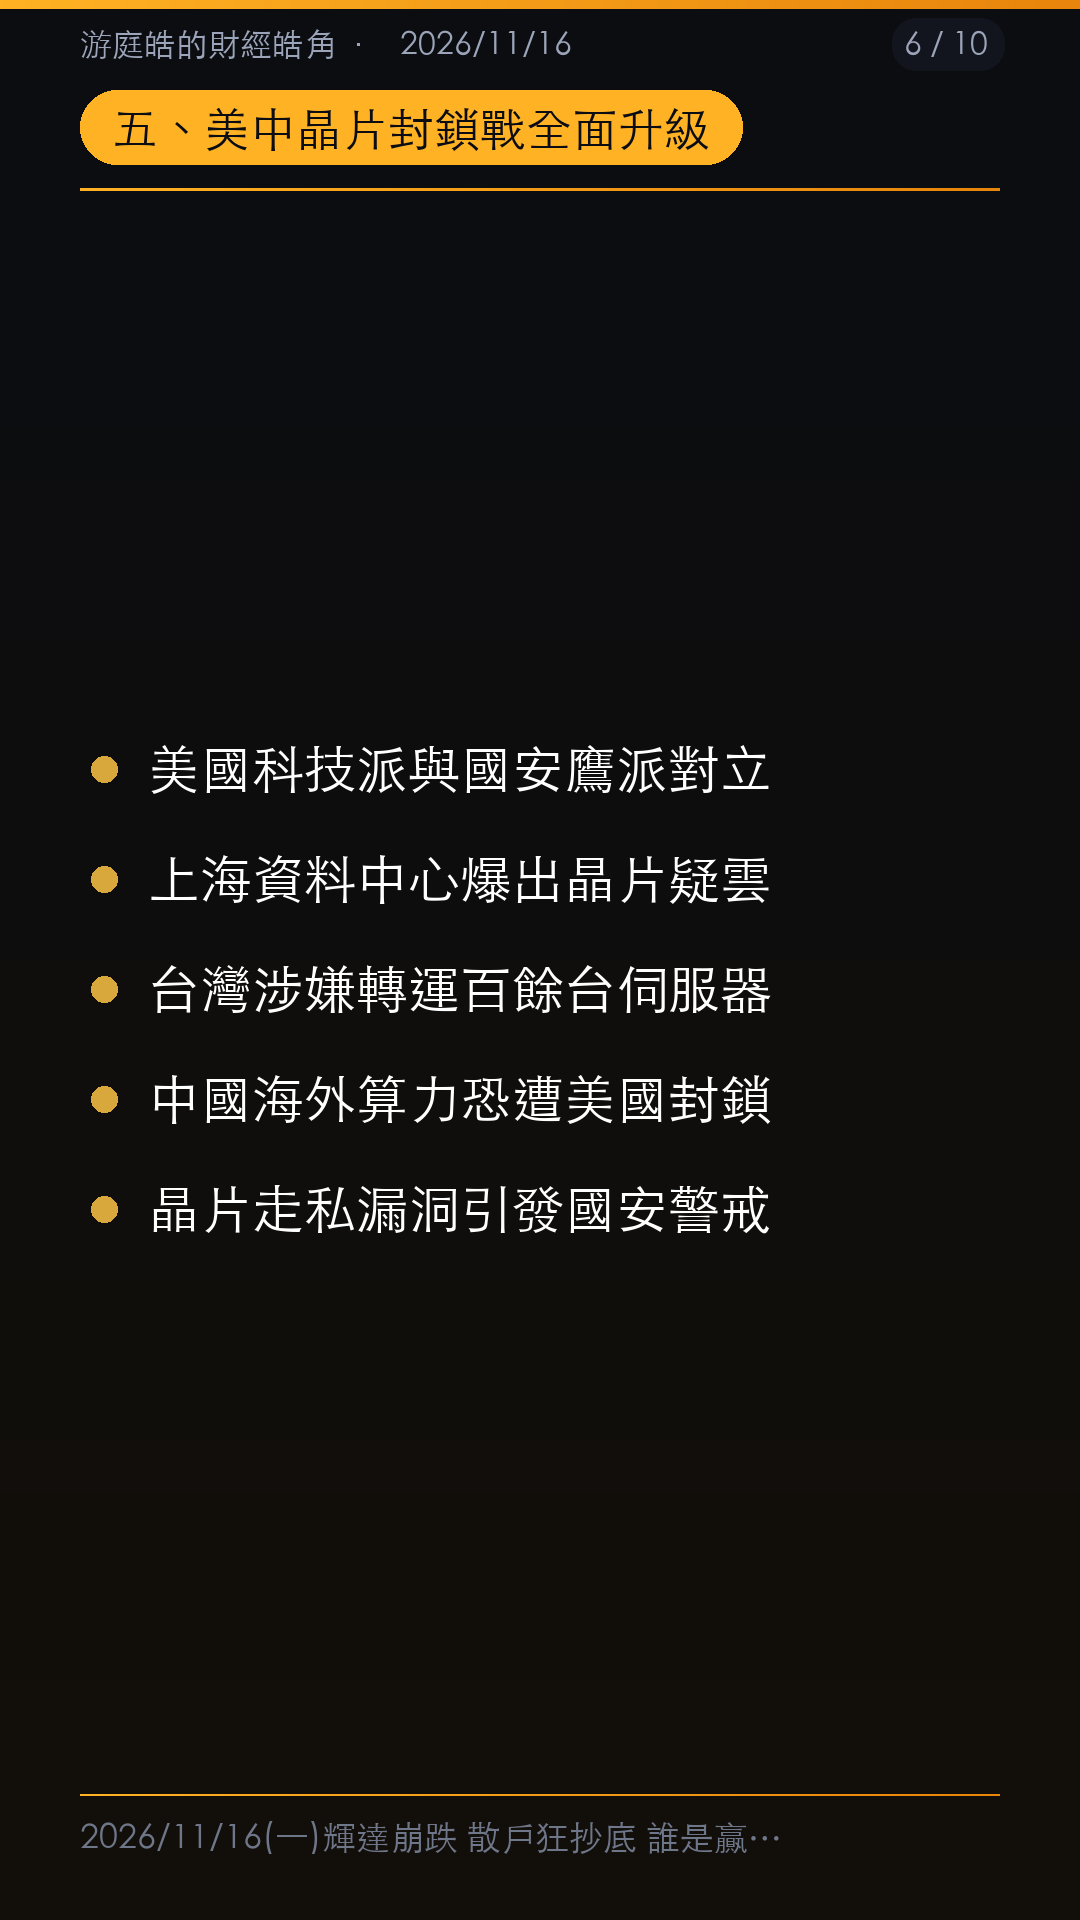 游庭皓的財經皓角 · 2026/11/16
6 / 10
五、美中晶片封鎖戰全面升級
美國科技派與國安鷹派對立
上海資料中心爆出晶片疑雲
台灣涉嫌轉運百餘台伺服器
中國海外算力恐遭美國封鎖
晶片走私漏洞引發國安警戒
2026/11/16(一)輝達崩跌 散戶狂抄底 誰是贏⋯